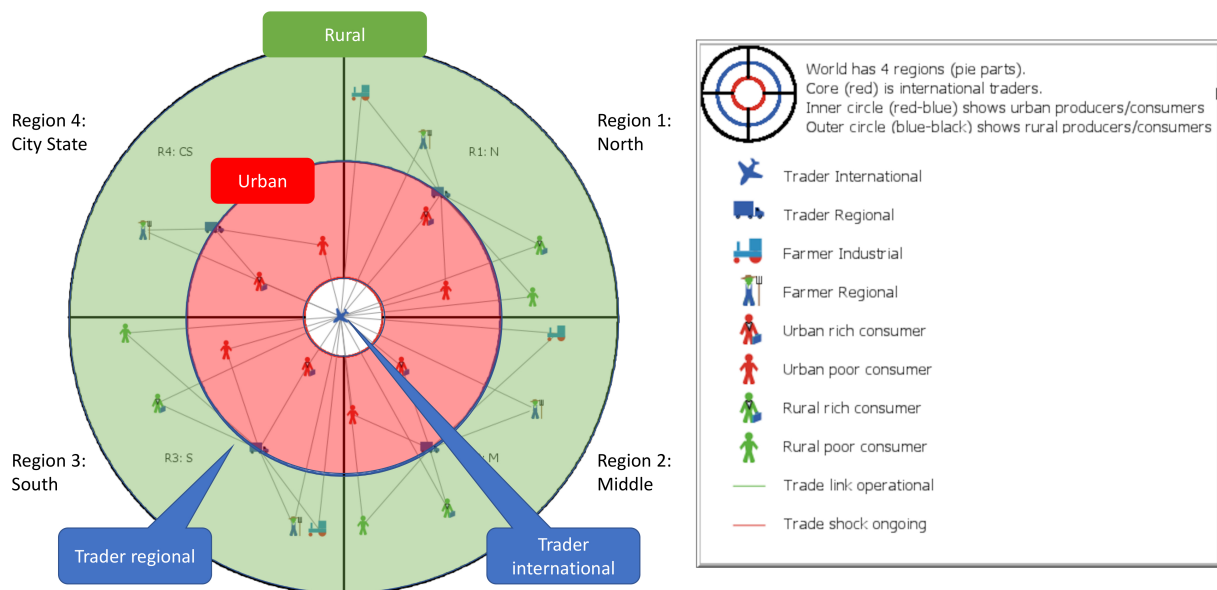 Rural
Region 4:
City State
Region 1:
North
R4: CS
R1: N
Urban
Region 3:
South
R3: S
M
Region 2:
Middle
Trader regional
Trader
international
World has 4 regions (pie parts).
Core (red) is international traders.
Inner circle (red-blue) shows urban producers/consumers
Outer circle (blue-black) shows rural producers/consumers
Trader International
Trader Regional
Farmer Industrial
Farmer Regional
Urban rich consumer
Urban poor consumer
Rural rich consumer
Rural poor consumer
Trade link operational
Trade shock ongoing